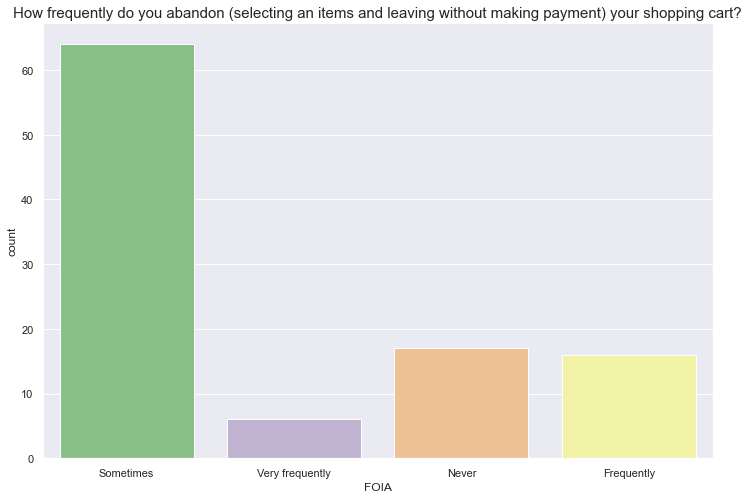 How frequently do you abandon (selecting an items and leaving without making payment) your shopping cart?
60
50
40
30
20
10
0
count
Sometimes
Very frequently
Never
Frequently
FOIA